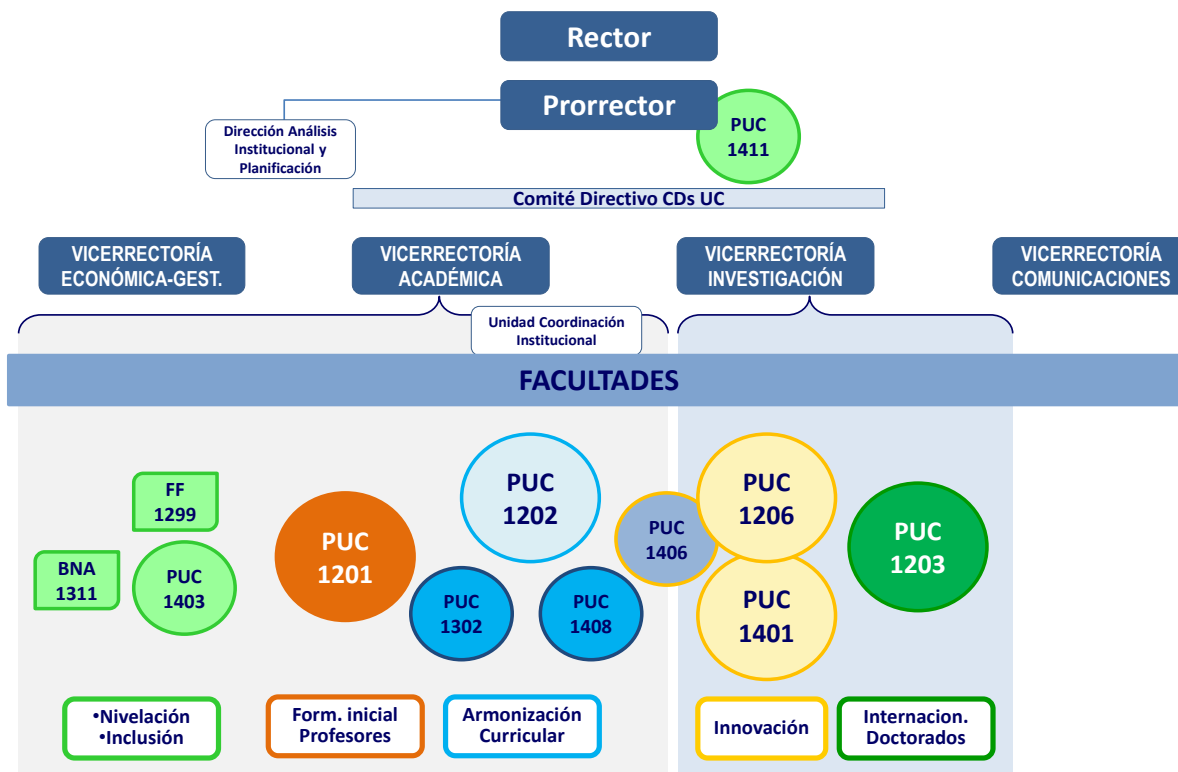 Rector
Prorrector
PUC
1411
Dirección Análisis
Institucional y
Planificación
Comité Directivo CDs UC
VICERRECTORÍA
ECONÓMICA-GEST.
VICERRECTORÍA
ACADÉMICA
VICERRECTORÍA
INVESTIGACIÓN
VICERRECTORÍA
COMUNICACIONES
Unidad Coordinación
Institucional
FACULTADES
FF
1299
BNA
1311
PUC
1403
PUC
1201
PUC
1202
PUC
1302
PUC
1408
PUC
1406
PUC
1206
PUC
1401
PUC
1203
•Nivelación
•Inclusión
Form. inicial
Profesores
Armonización
Curricular
Innovación
Internacion.
Doctorados